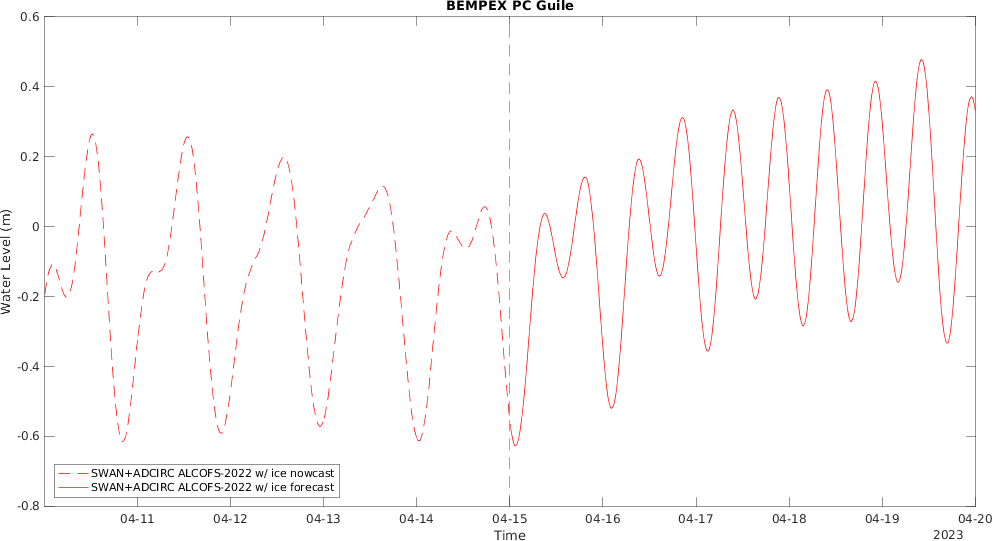 BEMPEX PC Guile
0.6
0.4
0.2
0
-0.2
-0.4
-0.6
-0.8
Water Level (m)
SWAN+ADCIRC ALCOFS-2022 w/ ice nowcast
SWAN+ADCIRC ALCOFS-2022 w/ ice forecast
04-11 04-12 04-13 04-14 04-15 04-16 04-17 04-18 04-19 04-20
Time
2023